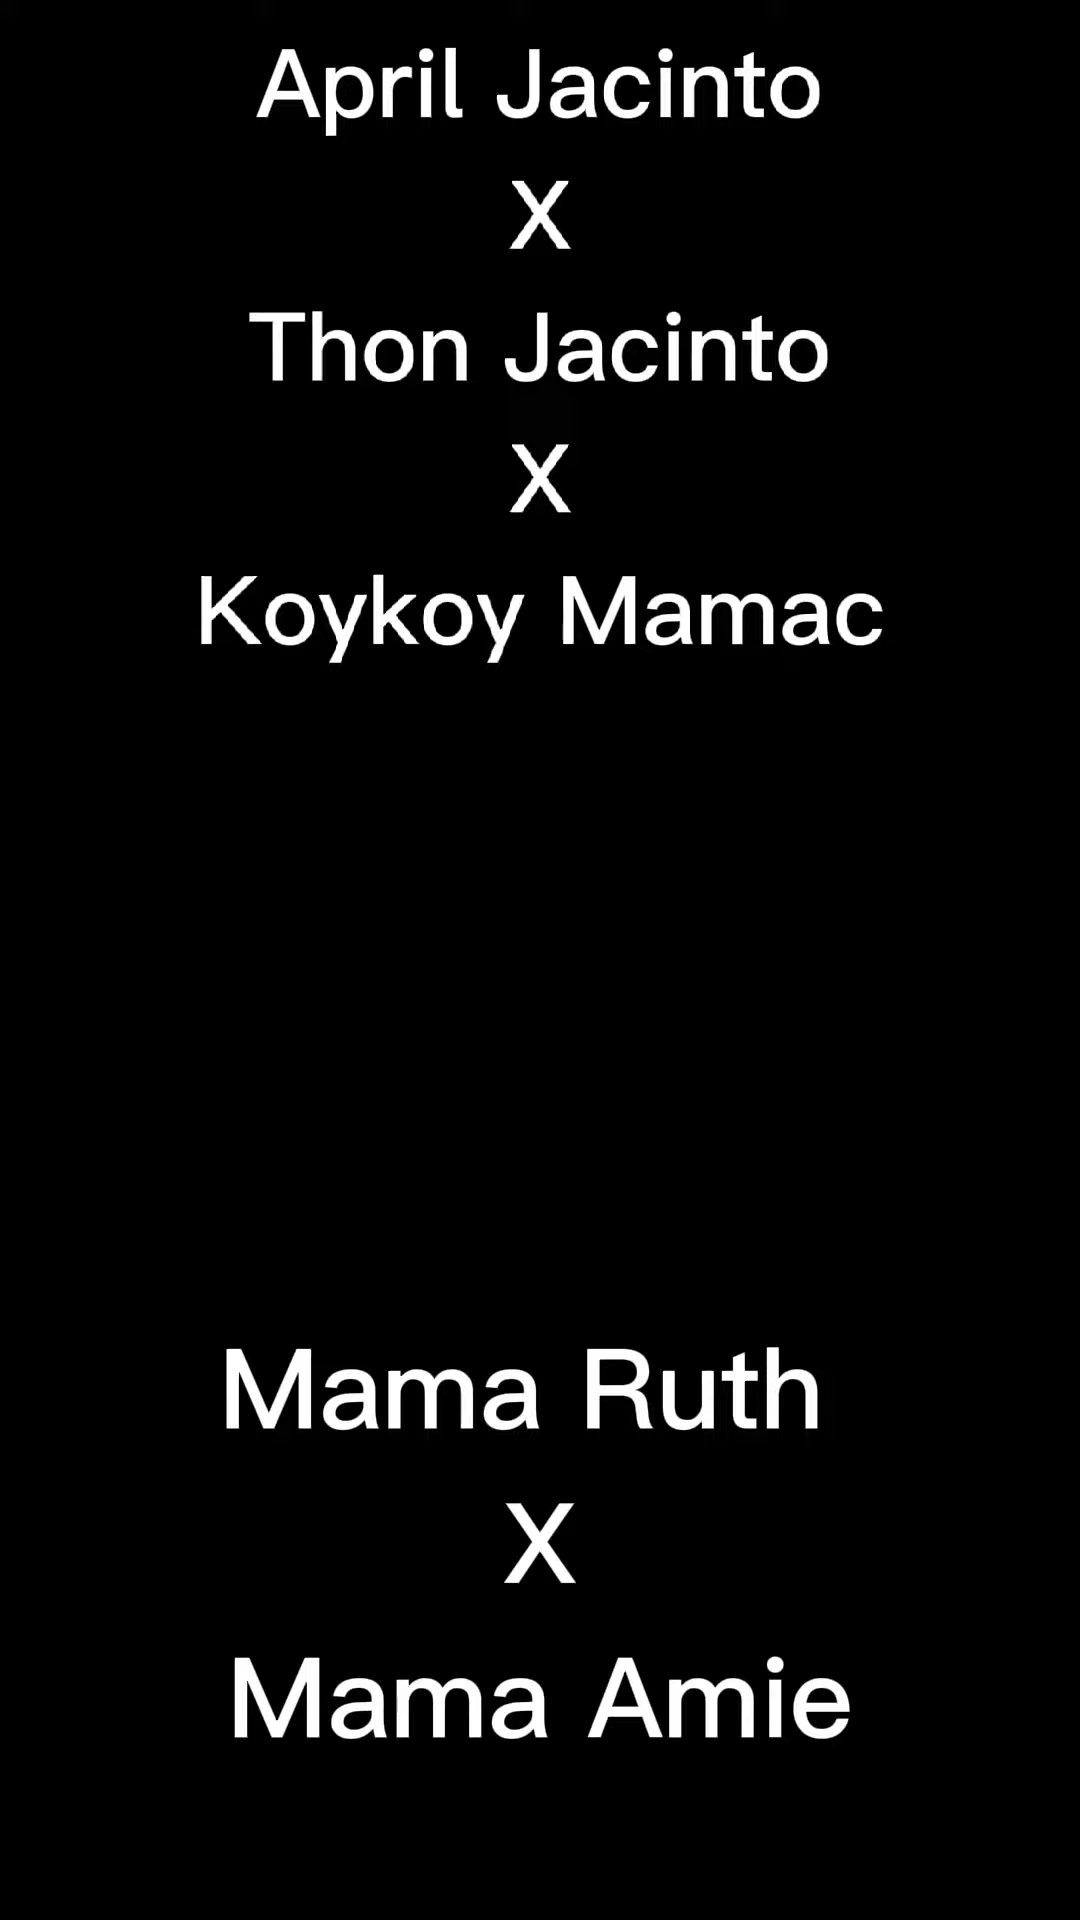 April Jacinto
X
Thon Jacinto
X
Koykoy Mamac
Mama Ruth
X
Mama Amie